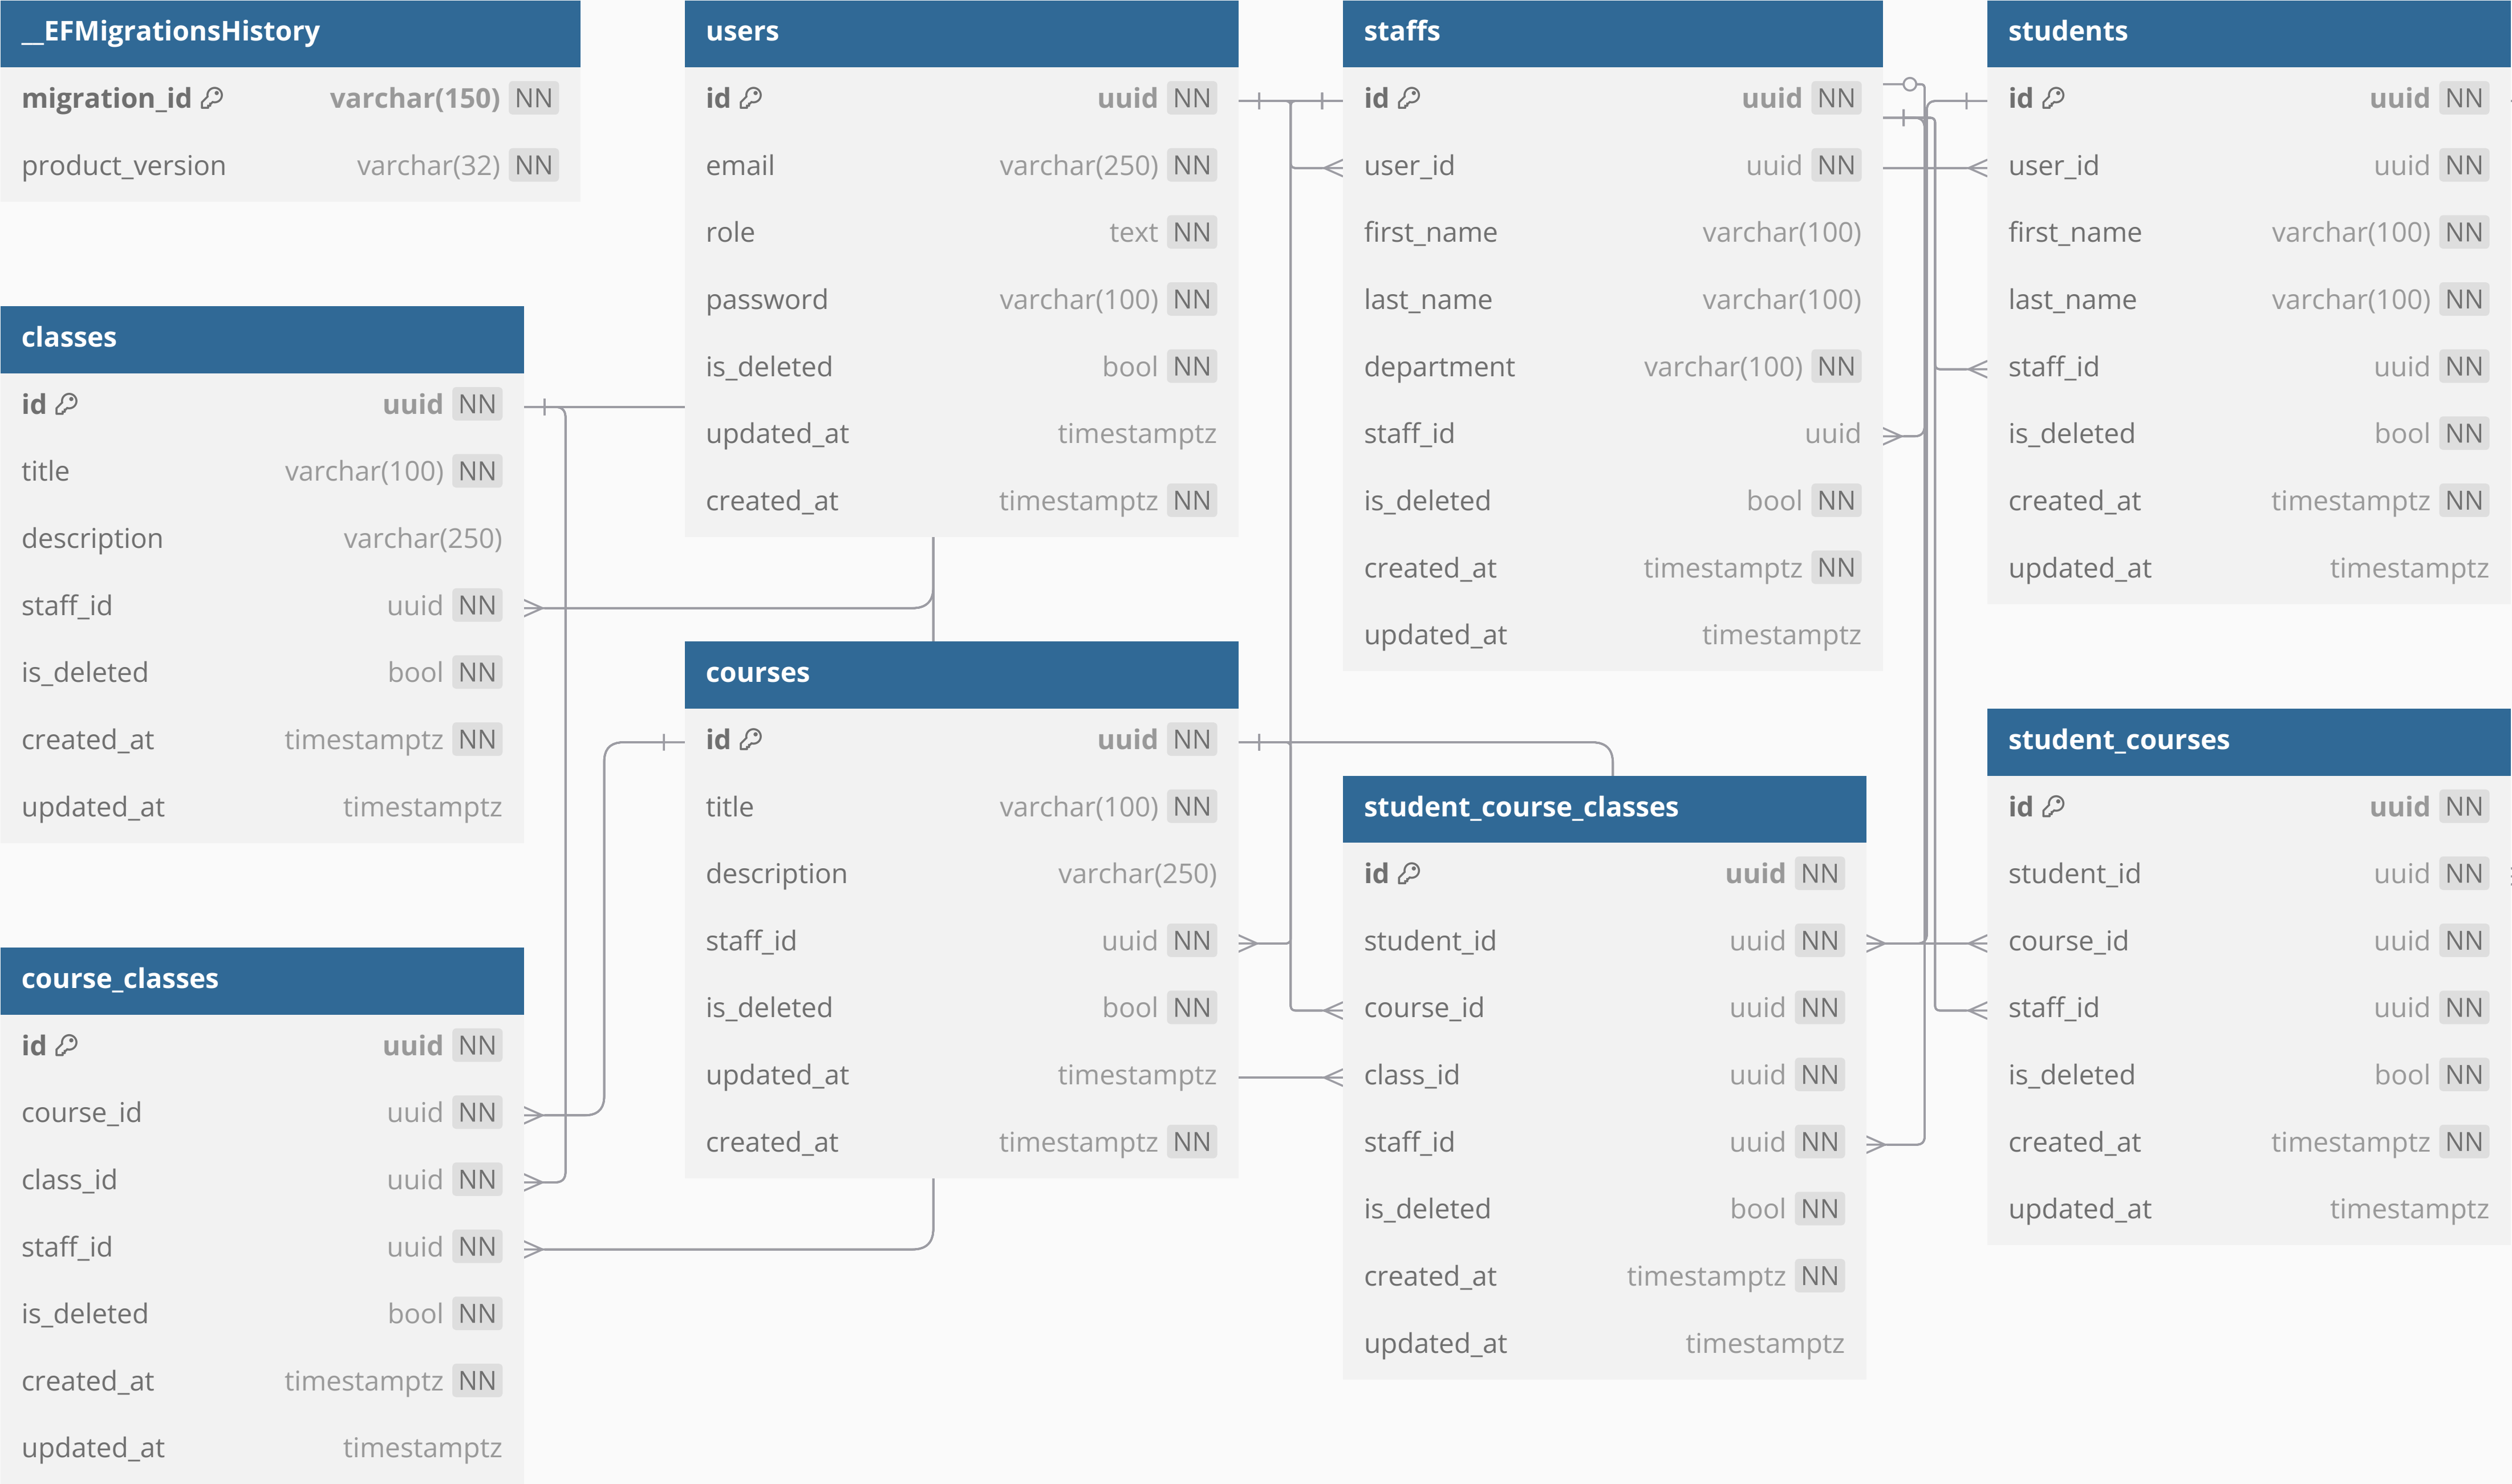 __EFMigrationsHistory
migration_id varchar(150) NN
product_version varchar(32) NN
users
id uuid NN
email varchar(250) NN
role text NN
password varchar(100) NN
is_deleted bool NN
updated_at timestamptz
created_at timestamptz NN
staffs
id uuid NN
user_id uuid NN
first_name varchar(100)
last_name varchar(100)
department varchar(100) NN
staff_id uuid
is_deleted bool NN
created_at timestamptz NN
updated_at timestamptz
students
id uuid NN
user_id uuid NN
first_name varchar(100) NN
last_name varchar(100) NN
staff_id uuid NN
is_deleted bool NN
created_at timestamptz NN
updated_at timestamptz
classes
id uuid NN
title varchar(100) NN
description varchar(250)
staff_id uuid NN
is_deleted bool NN
created_at timestamptz NN
updated_at timestamptz
courses
id uuid NN
title varchar(100) NN
description varchar(250)
staff_id uuid NN
is_deleted bool NN
updated_at timestamptz
created_at timestamptz NN
student_course_classes
id uuid NN
student_id uuid NN
course_id uuid NN
class_id uuid NN
staff_id uuid NN
is_deleted bool NN
created_at timestamptz NN
updated_at timestamptz
student_courses
id uuid NN
student_id uuid NN
course_id uuid NN
staff_id uuid NN
is_deleted bool NN
created_at timestamptz NN
updated_at timestamptz
course_classes
id uuid NN
course_id uuid NN
class_id uuid NN
staff_id uuid NN
is_deleted bool NN
created_at timestamptz NN
updated_at timestamptz